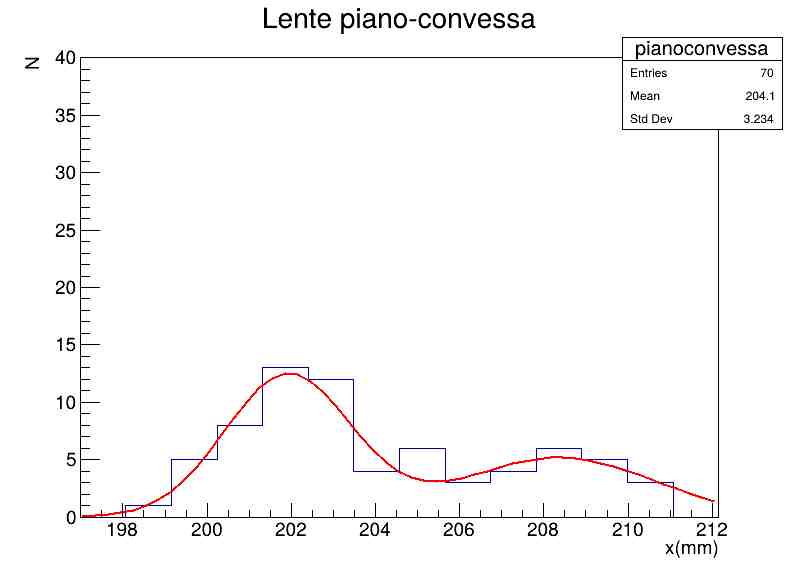 Lente piano-convessa
pianoconvessa
Entries 70
Mean 204.1
Std Dev 3.234
N
40
35
30
25
20
15
10
5
0
198 200 202 204 206 208 210 212
x(mm)